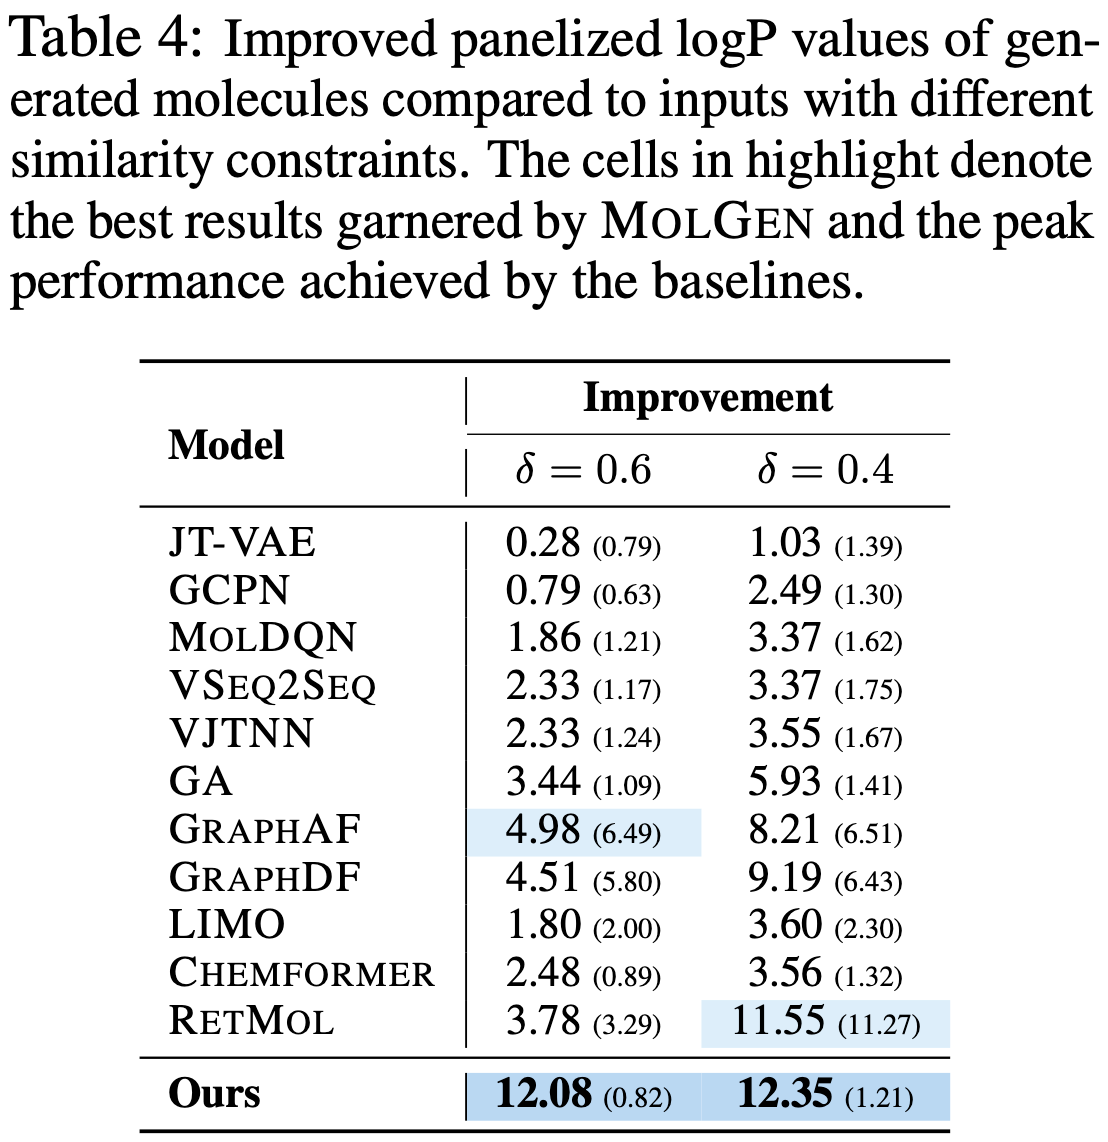 Table 4: Improved panelized logP values of gen-
erated molecules compared to inputs with different
similarity constraints. The cells in highlight denote
the best results garnered by MOLGEN and the peak
performance achieved by the baselines.
Improvement
Model
δ = 0.6 δ = 0.4
JT-VAE 0.28 (0.79) 1.03 (1.39)
GCPN 0.79 (0.63) 2.49 (1.30)
MOLDQN 1.86 (1.21) 3.37 (1.62)
VSEQ2SEQ 2.33 (1.17) 3.37 (1.75)
VJTNN 2.33 (1.24) 3.55 (1.67)
GA 3.44 (1.09) 5.93 (1.41)
GRAPHAF 4.98 (6.49) 8.21 (6.51)
GRAPHDF 4.51 (5.80) 9.19 (6.43)
LIMO 1.80 (2.00) 3.60 (2.30)
CHEMFORMER 2.48 (0.89) 3.56 (1.32)
RETMOL 3.78 (3.29) 11.55 (11.27)
Ours 12.08 (0.82) 12.35 (1.21)